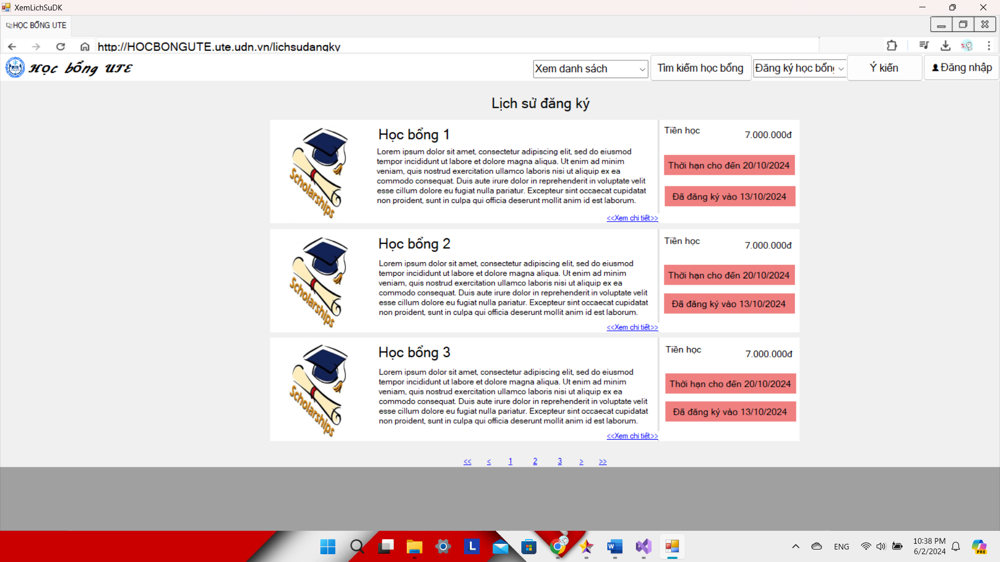 XemLichSuDK
HỌC BỔNG UTE
http://HOCBONGUTE.ute.udn.vn/lichsudangky
Học bổng UTE
Xem danh sách
Tìm kiếm học bổng
Đăng ký học bổng
Ý kiến
Đăng nhập
Lịch sử đăng ký
Scholarships
Học bổng 1
Lorem ipsum dolor sit amet, consectetur adipiscing elit, sed do eiusmod
tempor incididunt ut labore et dolore magna aliqua. Ut enim ad minim
veniam, quis nostrud exercitation ullamco laboris nisi ut aliquip ex ea
commodo consequat. Duis aute irure dolor in reprehenderit in voluptate velit
esse cillum dolore eu fugiat nulla pariatur. Excepteur sint occaecat cupidatat
non proident, sunt in culpa qui officia deserunt mollit anim id est laborum.
<<Xem chi tiết>>
Tiền học
7.000.000đ
Thời hạn cho đến 20/10/2024
Đã đăng ký vào 13/10/2024
Scholarships
Học bổng 2
Lorem ipsum dolor sit amet, consectetur adipiscing elit, sed do eiusmod
tempor incididunt ut labore et dolore magna aliqua. Ut enim ad minim
veniam, quis nostrud exercitation ullamco laboris nisi ut aliquip ex ea
commodo consequat. Duis aute irure dolor in reprehenderit in voluptate velit
esse cillum dolore eu fugiat nulla pariatur. Excepteur sint occaecat cupidatat
non proident, sunt in culpa qui officia deserunt mollit anim id est laborum.
<<Xem chi tiết>>
Tiền học
7.000.000đ
Thời hạn cho đến 20/10/2024
Đã đăng ký vào 13/10/2024
Scholarships
Học bổng 3
Lorem ipsum dolor sit amet, consectetur adipiscing elit, sed do eiusmod
tempor incididunt ut labore et dolore magna aliqua. Ut enim ad minim
veniam, quis nostrud exercitation ullamco laboris nisi ut aliquip ex ea
commodo consequat. Duis aute irure dolor in reprehenderit in voluptate velit
esse cillum dolore eu fugiat nulla pariatur. Excepteur sint occaecat cupidatat
non proident, sunt in culpa qui officia deserunt mollit anim id est laborum.
<<Xem chi tiết>>
Tiền học
7.000.000đ
Thời hạn cho đến 20/10/2024
Đã đăng ký vào 13/10/2024
<< < 1 2 3 > >>
L
W
ENG
10:38 PM
6/2/2024
PRE